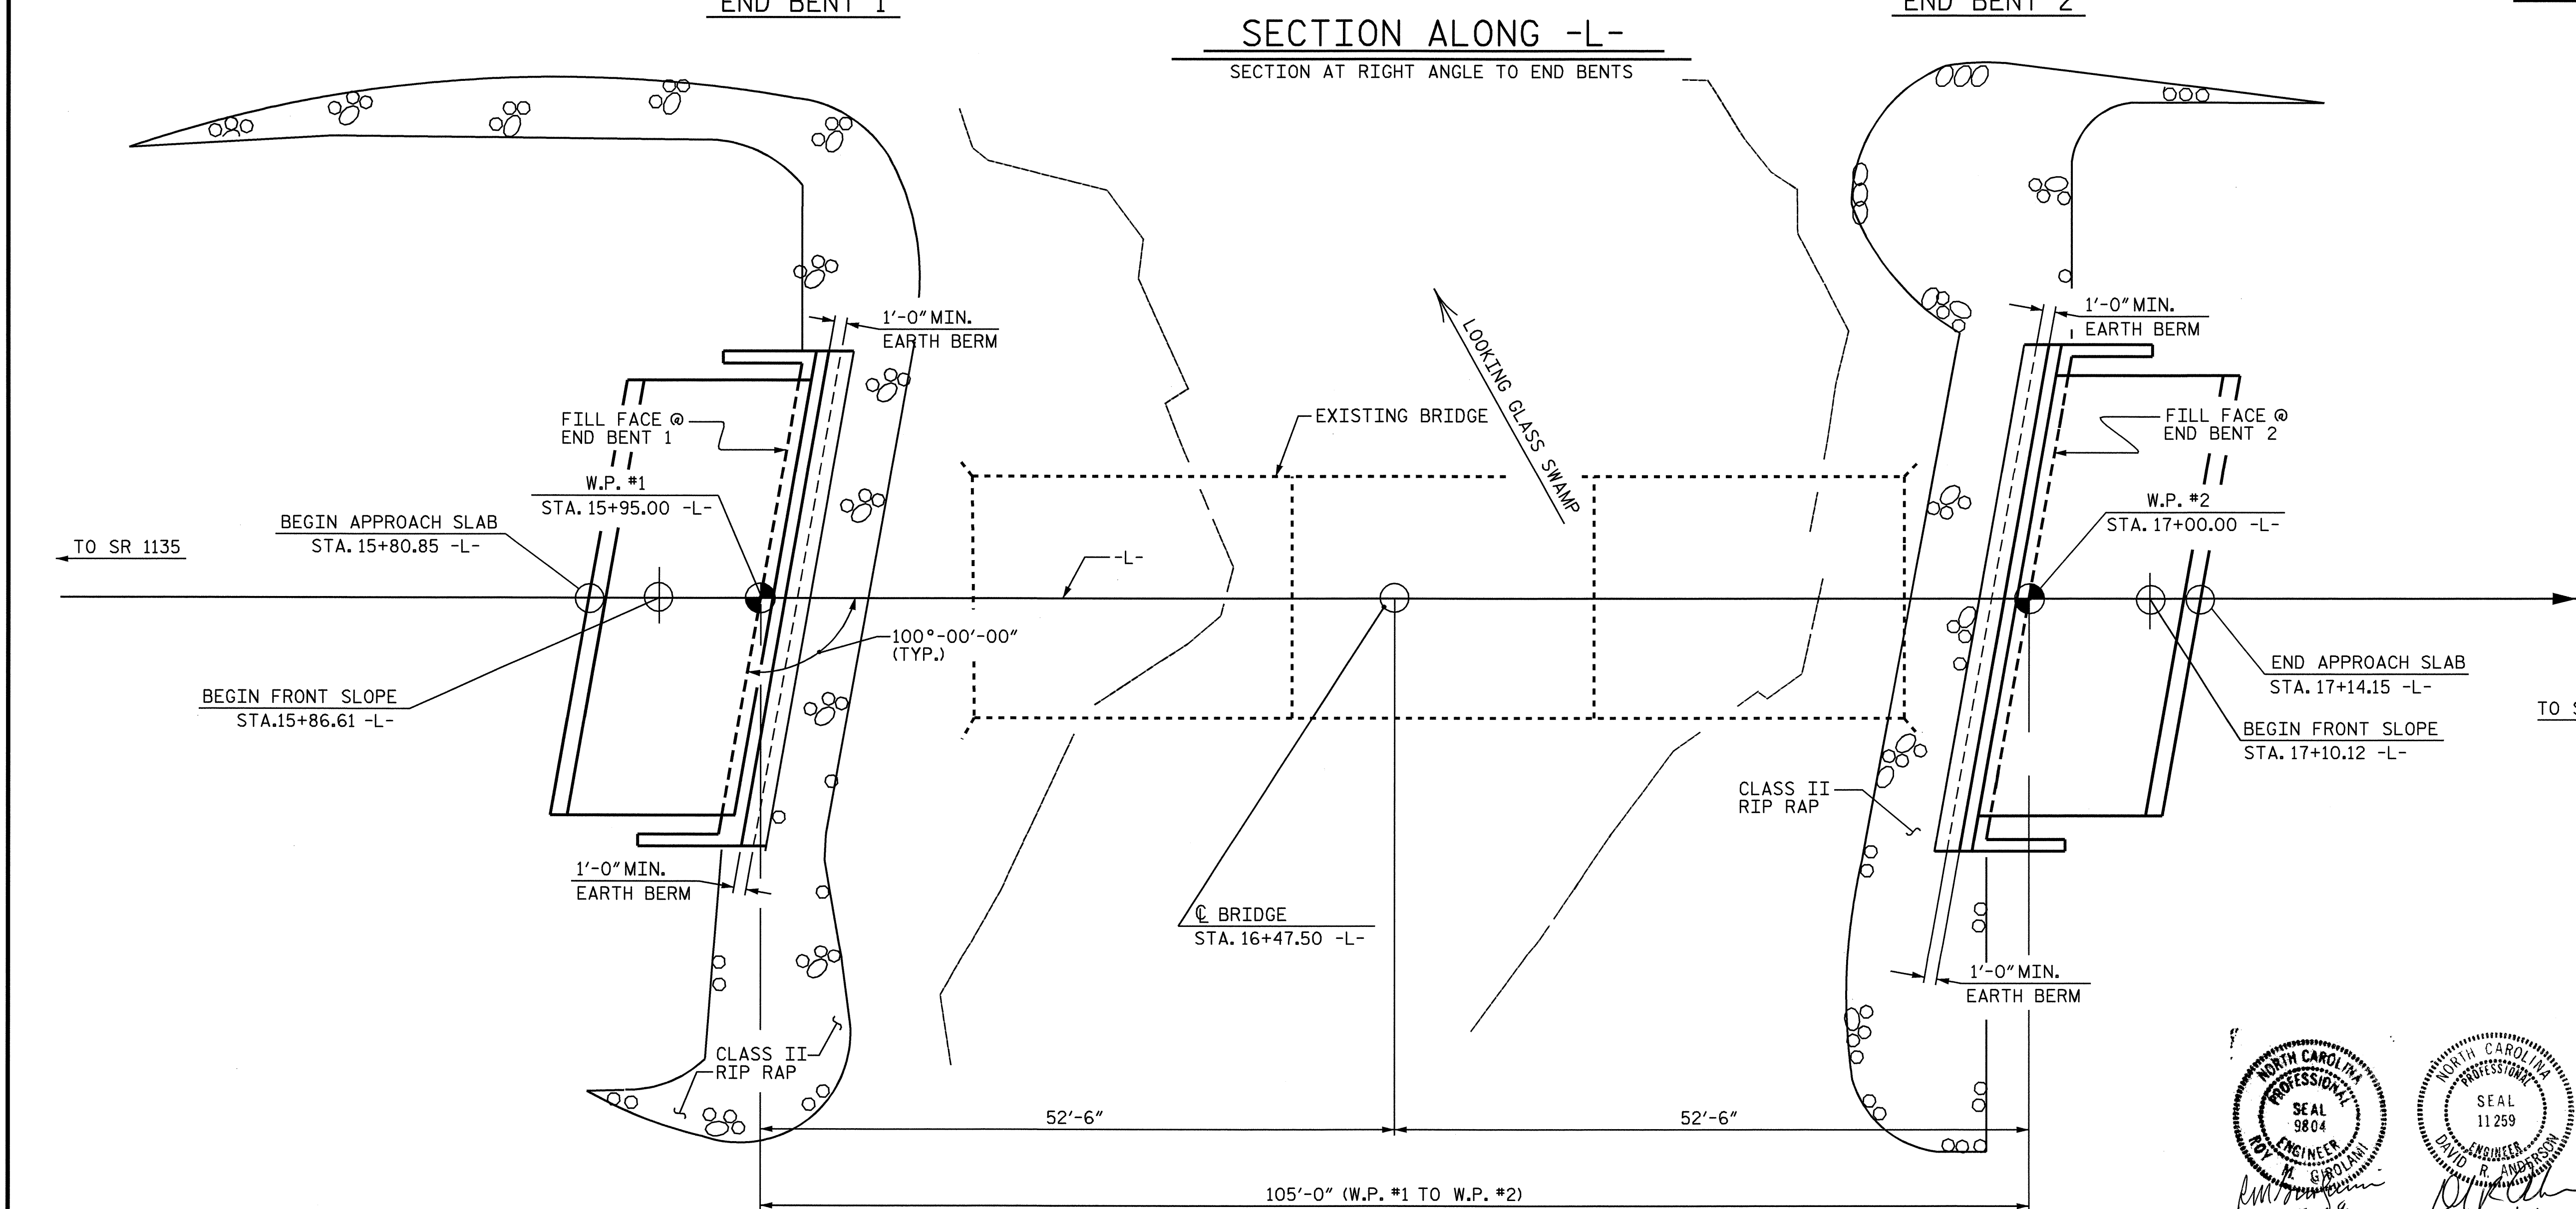 END BENT 1
END BENT 2
SECTION ALONG -L-
SECTION AT RIGHT ANGLE TO END BENTS
1'-0" MIN.
EARTH BERM
1'-0" MIN.
EARTH BERM
FILL FACE @
END BENT 1
EXISTING BRIDGE
LOOKING GLASS SWAMP
FILL FACE @
END BENT 2
W.P. #1
STA. 15+95.00 -L-
W.P. #2
STA. 17+00.00 -L-
BEGIN APPROACH SLAB
STA. 15+80.85 -L-
TO SR 1135
-L-
100°-00'-00"
(TYP.)
END APPROACH SLAB
STA. 17+14.15 -L-
BEGIN FRONT SLOPE
STA.15+86.61 -L-
TO S
BEGIN FRONT SLOPE
STA. 17+10.12 -L-
CLASS II
RIP RAP
1'-0" MIN.
EARTH BERM
℄ BRIDGE
STA. 16+47.50 -L-
1'-0" MIN.
EARTH BERM
CLASS II
RIP RAP
52'-6"
52'-6"
105'-0" (W.P. #1 TO W.P. #2)
NORTH CAROLINA
PROFESSIONAL
SEAL
9804
ENGINEER
ROY M. GIROLAMI
NORTH CAROLINA
PROFESSIONAL
SEAL
11259
ENGINEER
DAVID R. ANDERSON